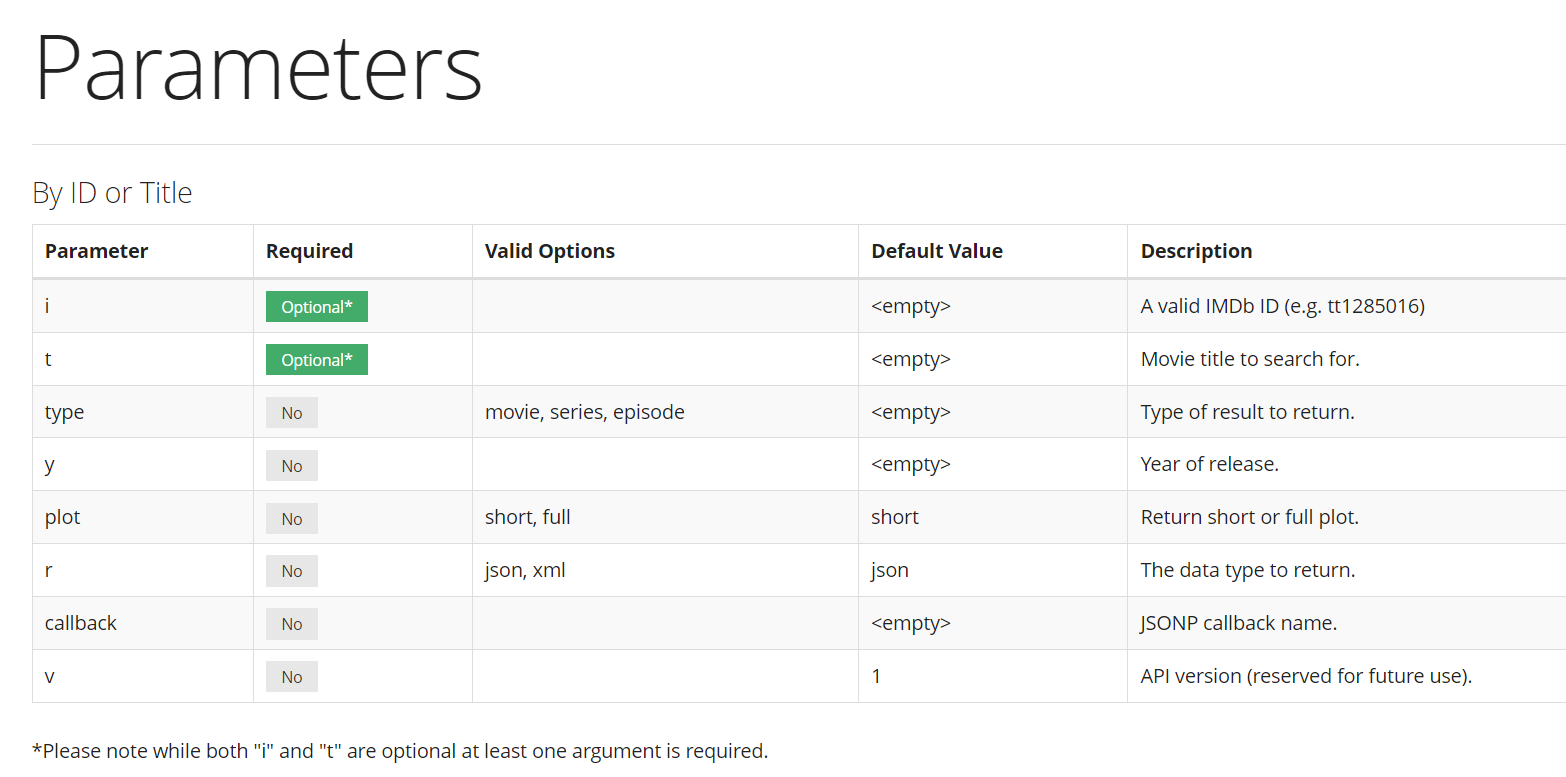 Parameters
By ID or Title
Parameter Required Valid Options Default Value Description
i Optional* <empty> A valid IMDb ID (e.g. tt1285016)
t Optional* <empty> Movie title to search for.
type No movie, series, episode <empty> Type of result to return.
y No <empty> Year of release.
plot No short, full short Return short or full plot.
r No json, xml json The data type to return.
callback No <empty> JSONP callback name.
v No 1 API version (reserved for future use).
*Please note while both "i" and "t" are optional at least one argument is required.